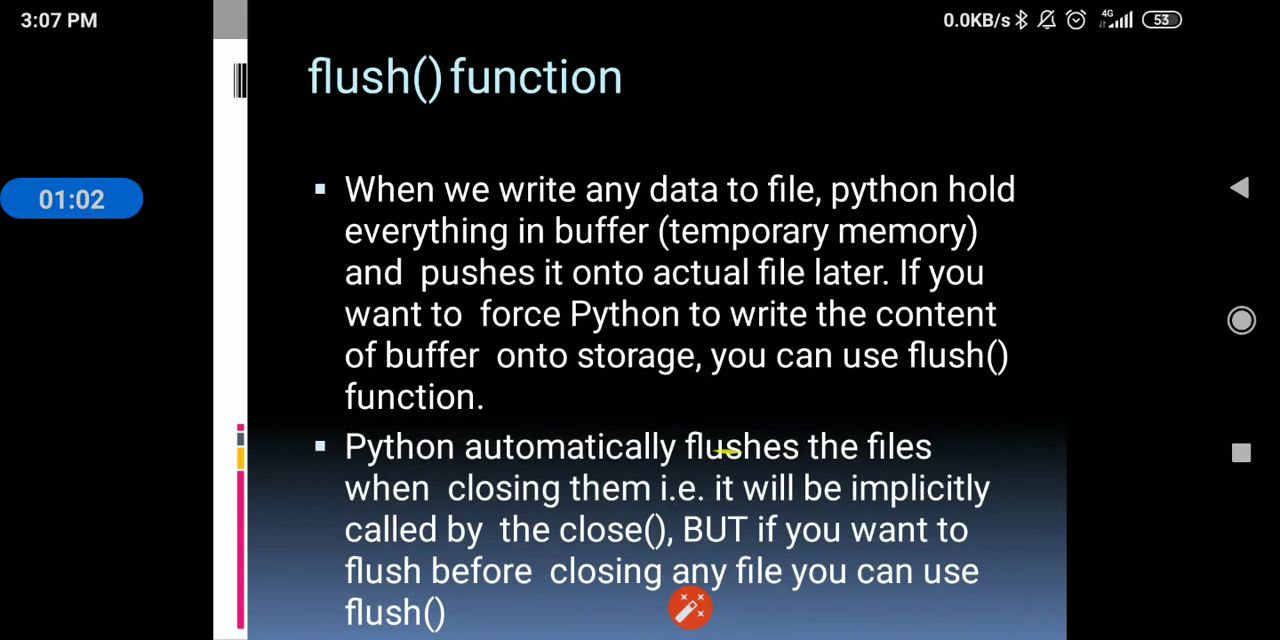 3:07 PM
0.0KB/s 4G 53
flush() function
01:02
▪ When we write any data to file, python hold
everything in buffer (temporary memory)
and pushes it onto actual file later. If you
want to force Python to write the content
of buffer onto storage, you can use flush()
function.
▪ Python automatically flushes the files
when closing them i.e. it will be implicitly
called by the close(), BUT if you want to
flush before closing any file you can use
flush()